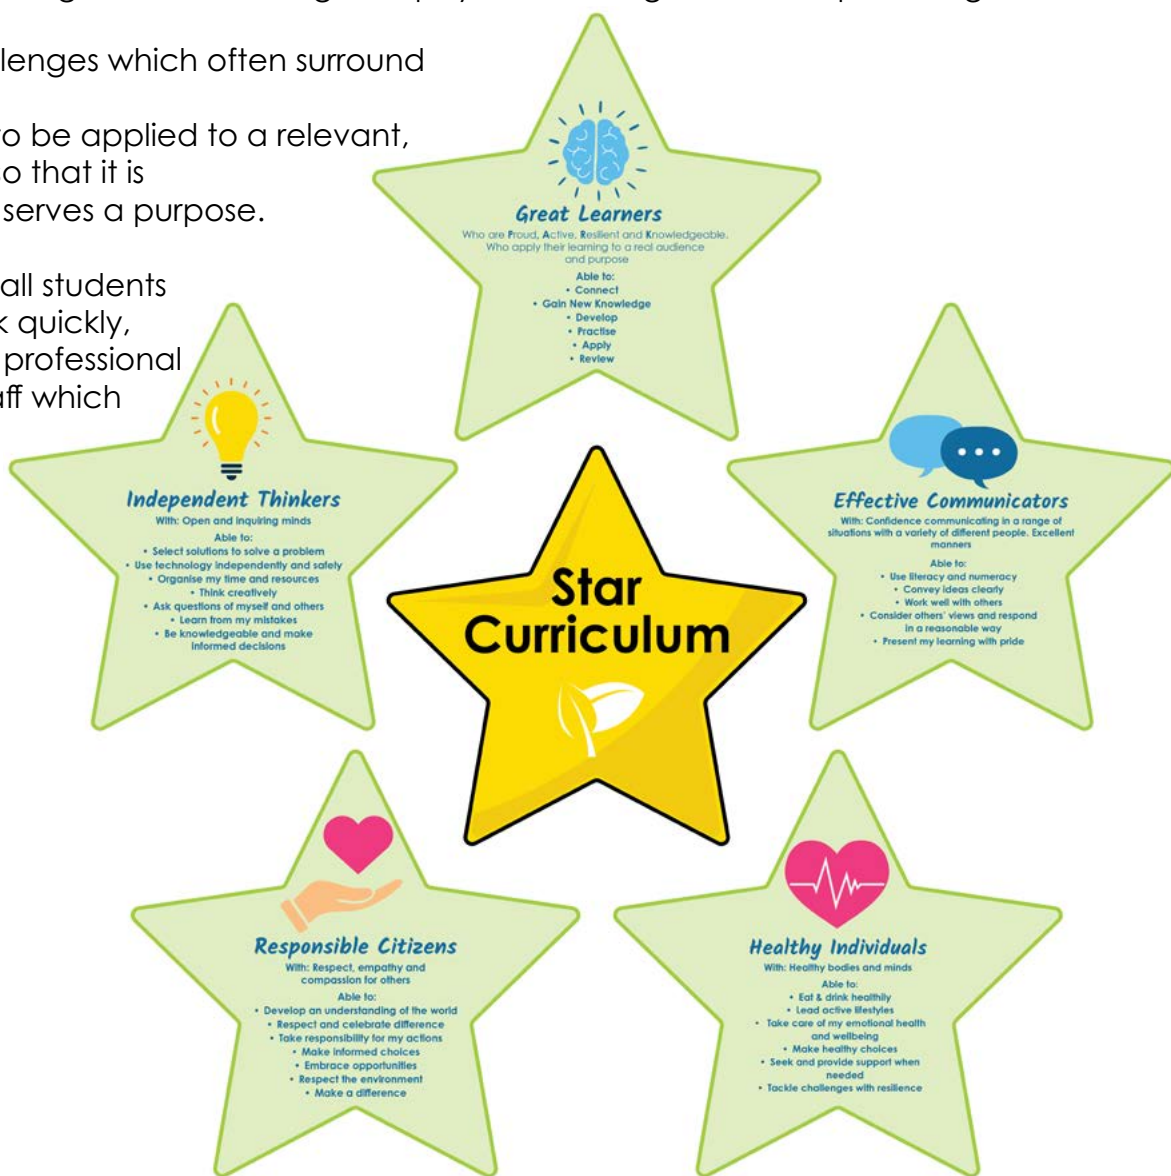 llenges which often surround
to be applied to a relevant,
so that it is
serves a purpose.
all students
k quickly,
professional
aff which
Great Learners
Who are Proud, Active, Resilient and Knowledgeable.
Who apply their learning to a real audience
and purpose
Able to:
• Connect
• Gain New Knowledge
• Develop
• Practise
• Apply
• Review
Independent Thinkers
With: Open and inquiring minds
Able to:
• Select solutions to solve a problem
• Use technology independently and safely
• Organise my time and resources
• Think creatively
• Ask questions of myself and others
• Learn from my mistakes
• Be knowledgeable and make
informed decisions
Effective Communicators
With: Confidence communicating in a range of
situations with a variety of different people. Excellent
manners
Able to:
• Use literacy and numeracy
• Convey ideas clearly
• Work well with others
• Consider others' views and respond
in a reasonable way
• Present my learning with pride
Star
Curriculum
Responsible Citizens
With: Respect, empathy and
compassion for others
Able to:
• Develop an understanding of the world
• Respect and celebrate difference
• Take responsibility for my actions
• Make informed choices
• Embrace opportunities
• Respect the environment
• Make a difference
Healthy Individuals
With: Healthy bodies and minds
Able to:
• Eat & drink healthily
• Lead active lifestyles
• Take care of my emotional health
and wellbeing
• Make healthy choices
• Seek and provide support when
needed
• Tackle challenges with resilience